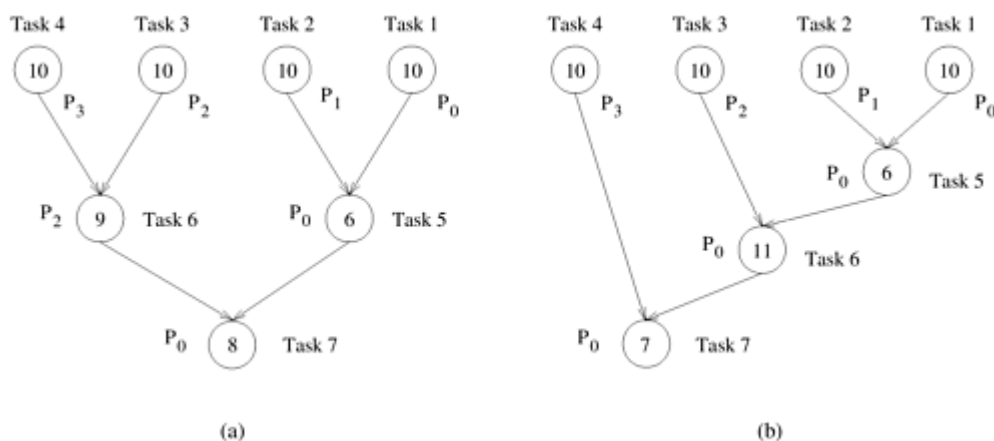 Task 4 Task 3 Task 2 Task 1 Task 4 Task 3 Task 2 Task 1
10 10 10 10 10 10 10 10
P3 P2 P1 P0 P3 P2 P1 P0
P0 6 Task 5
P2 9 Task 6 P0 6 Task 5
P0 11 Task 6
P0 8 Task 7 P0 7 Task 7
(a) (b)